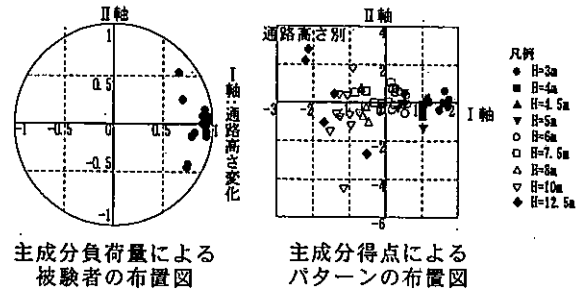 II軸
1
0.5
-1
-0.5
0
0.5
1
-0.5
-1
I軸:通路高さ変化
主成分負荷量による
被験者の布置図
II軸
通路高さ別
4
2
-3
-2
-1
0
1
2
I軸
-2
-4
-6
主成分得点による
パターンの布置図
凡例
H=3m
H=4m
H=4.5m
H=5m
H=6m
H=7.5m
H=8m
H=10m
H=12.5m